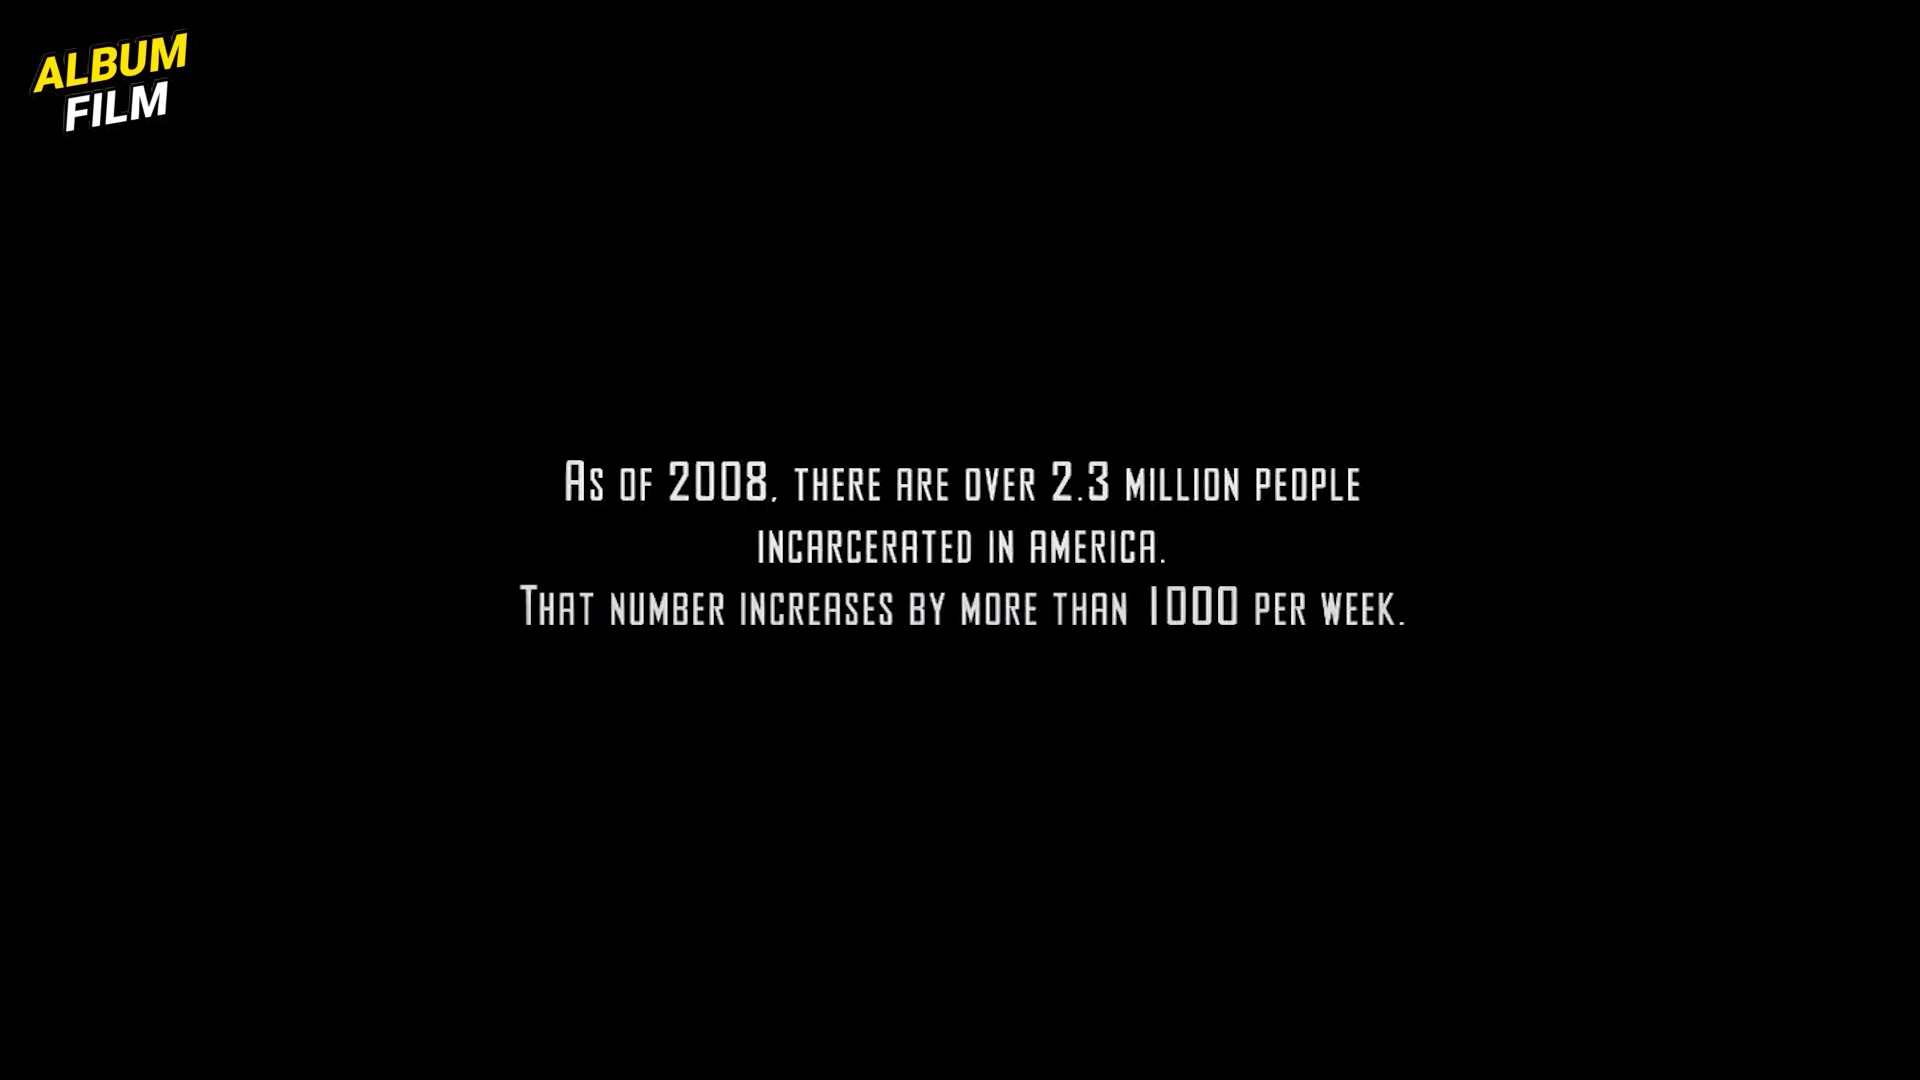 ALBUM
FILM
As of 2008, there are over 2.3 million people
incarcerated in america.
That number increases by more than 1000 per week.